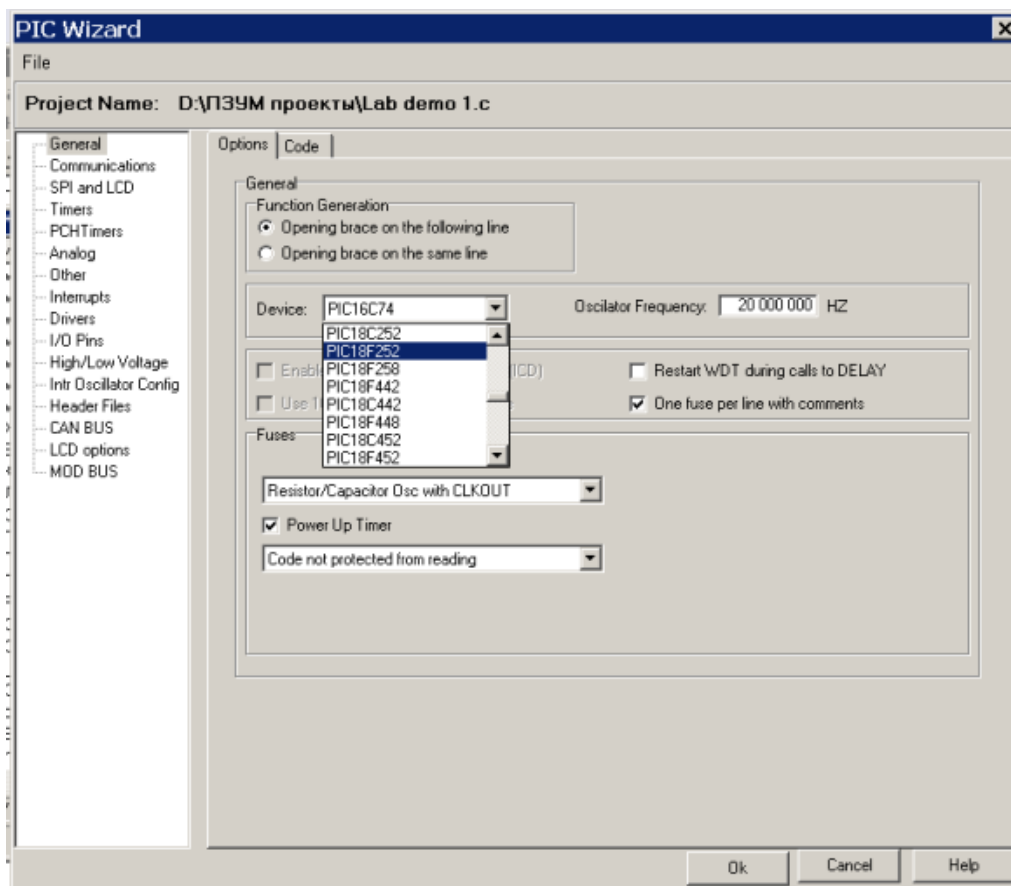 PIC Wizard
File
Project Name: D:\ПЗУМ проекты\Lab demo 1.c
General
Communications
SPI and LCD
Timers
PCHTimers
Analog
Other
Interrupts
Drivers
I/O Pins
High/Low Voltage
Intr Oscillator Config
Header Files
CAN BUS
LCD options
MOD BUS
Options Code
General
Function Generation
Opening brace on the following line
Opening brace on the same line
Device: PIC16C74 Oscilator Frequency: 20 000 000 HZ
PIC18C252
PIC18F252
PIC18F258
PIC18F442
PIC18C442
PIC18F448
PIC18C452
PIC18F452
ICD) Restart WDT during calls to DELAY
Use One fuse per line with comments
Fuses
Resistor/Capacitor Osc with CLKOUT
Power Up Timer
Code not protected from reading
Ok Cancel Help